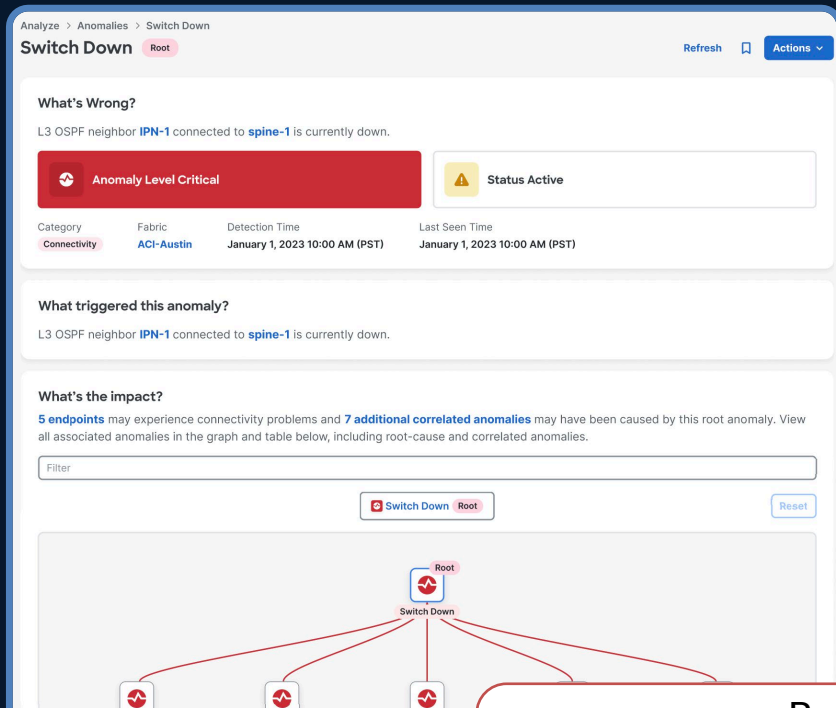 Analyze > Anomalies > Switch Down
Switch Down Root
Refresh Actions
What's Wrong?
L3 OSPF neighbor IPN-1 connected to spine-1 is currently down.
Anomaly Level Critical
Status Active
Category Fabric Detection Time Last Seen Time
Connectivity ACI-Austin January 1, 2023 10:00 AM (PST) January 1, 2023 10:00 AM (PST)
What triggered this anomaly?
L3 OSPF neighbor IPN-1 connected to spine-1 is currently down.
What's the impact?
5 endpoints may experience connectivity problems and 7 additional correlated anomalies may have been caused by this root anomaly. View
all associated anomalies in the graph and table below, including root-cause and correlated anomalies.
Filter
Switch Down Root
Reset
Root
Switch Down